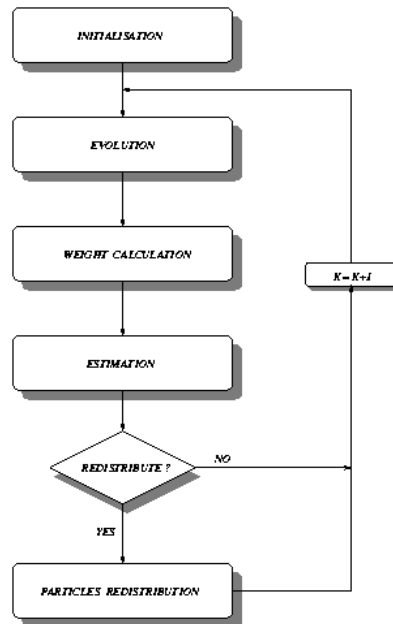 INITIALISATION
EVOLUTION
WEIGHT CALCULATION
K=K+1
ESTIMATION
REDISTRIBUTE ?
NO
YES
PARTICLES REDISTRIBUTION